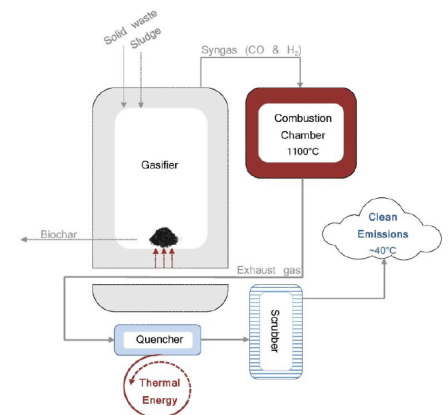 Solid waste
Sludge
Syngas (CO & H₂)
Combustion
Chamber
1100°C
Gasifier
Clean
Emissions
~40°C
Biochar
Exhaust gas
Scrubber
Quencher
Thermal
Energy